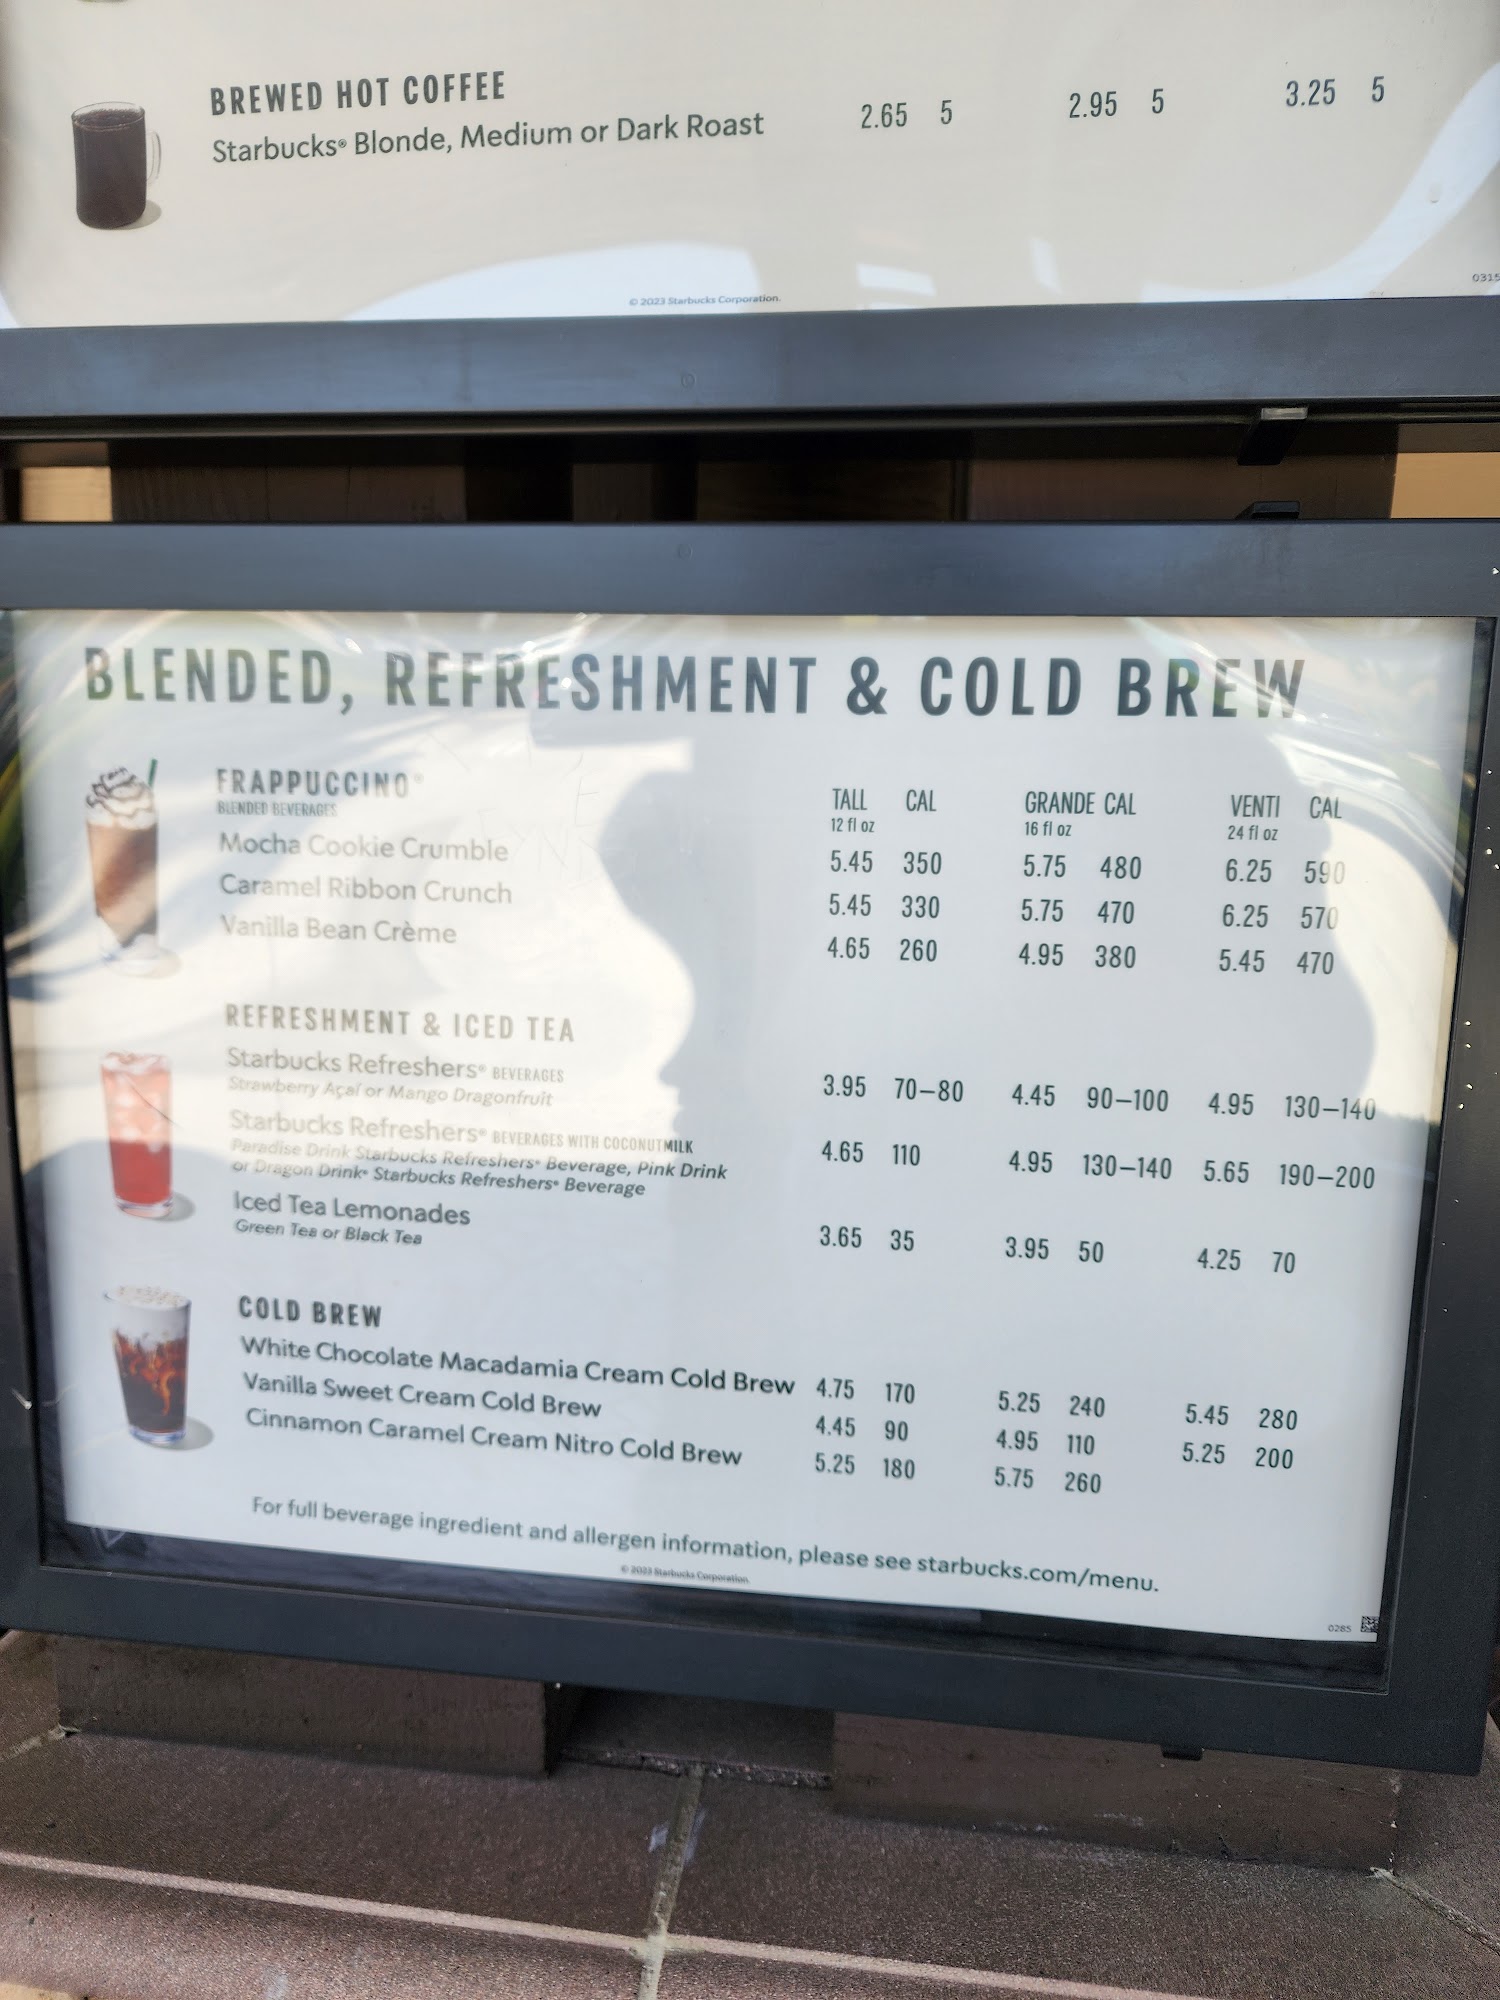 BREWED HOT COFFEE
Starbucks® Blonde, Medium or Dark Roast 2.65 5 2.95 5 3.25 5
0315
© 2023 Starbucks Corporation.
BLENDED, REFRESHMENT & COLD BREW
FRAPPUCCINO® TALL CAL GRANDE CAL VENTI CAL
BLENDED BEVERAGES 12 fl oz 16 fl oz 24 fl oz
Mocha Cookie Crumble 5.45 350 5.75 480 6.25 590
Caramel Ribbon Crunch 5.45 330 5.75 470 6.25 570
Vanilla Bean Crème 4.65 260 4.95 380 5.45 470
REFRESHMENT & ICED TEA
Starbucks Refreshers® BEVERAGES 3.95 70–80 4.45 90–100 4.95 130–140
Strawberry Açaí or Mango Dragonfruit
Starbucks Refreshers® BEVERAGES WITH COCONUTMILK 4.65 110 4.95 130–140 5.65 190–200
Paradise Drink Starbucks Refreshers® Beverage, Pink Drink
or Dragon Drink® Starbucks Refreshers® Beverage
Iced Tea Lemonades 3.65 35 3.95 50 4.25 70
Green Tea or Black Tea
COLD BREW
White Chocolate Macadamia Cream Cold Brew 4.75 170 5.25 240 5.45 280
Vanilla Sweet Cream Cold Brew 4.45 90 4.95 110 5.25 200
Cinnamon Caramel Cream Nitro Cold Brew 5.25 180 5.75 260
For full beverage ingredient and allergen information, please see starbucks.com/menu.
© 2023 Starbucks Corporation.
0285